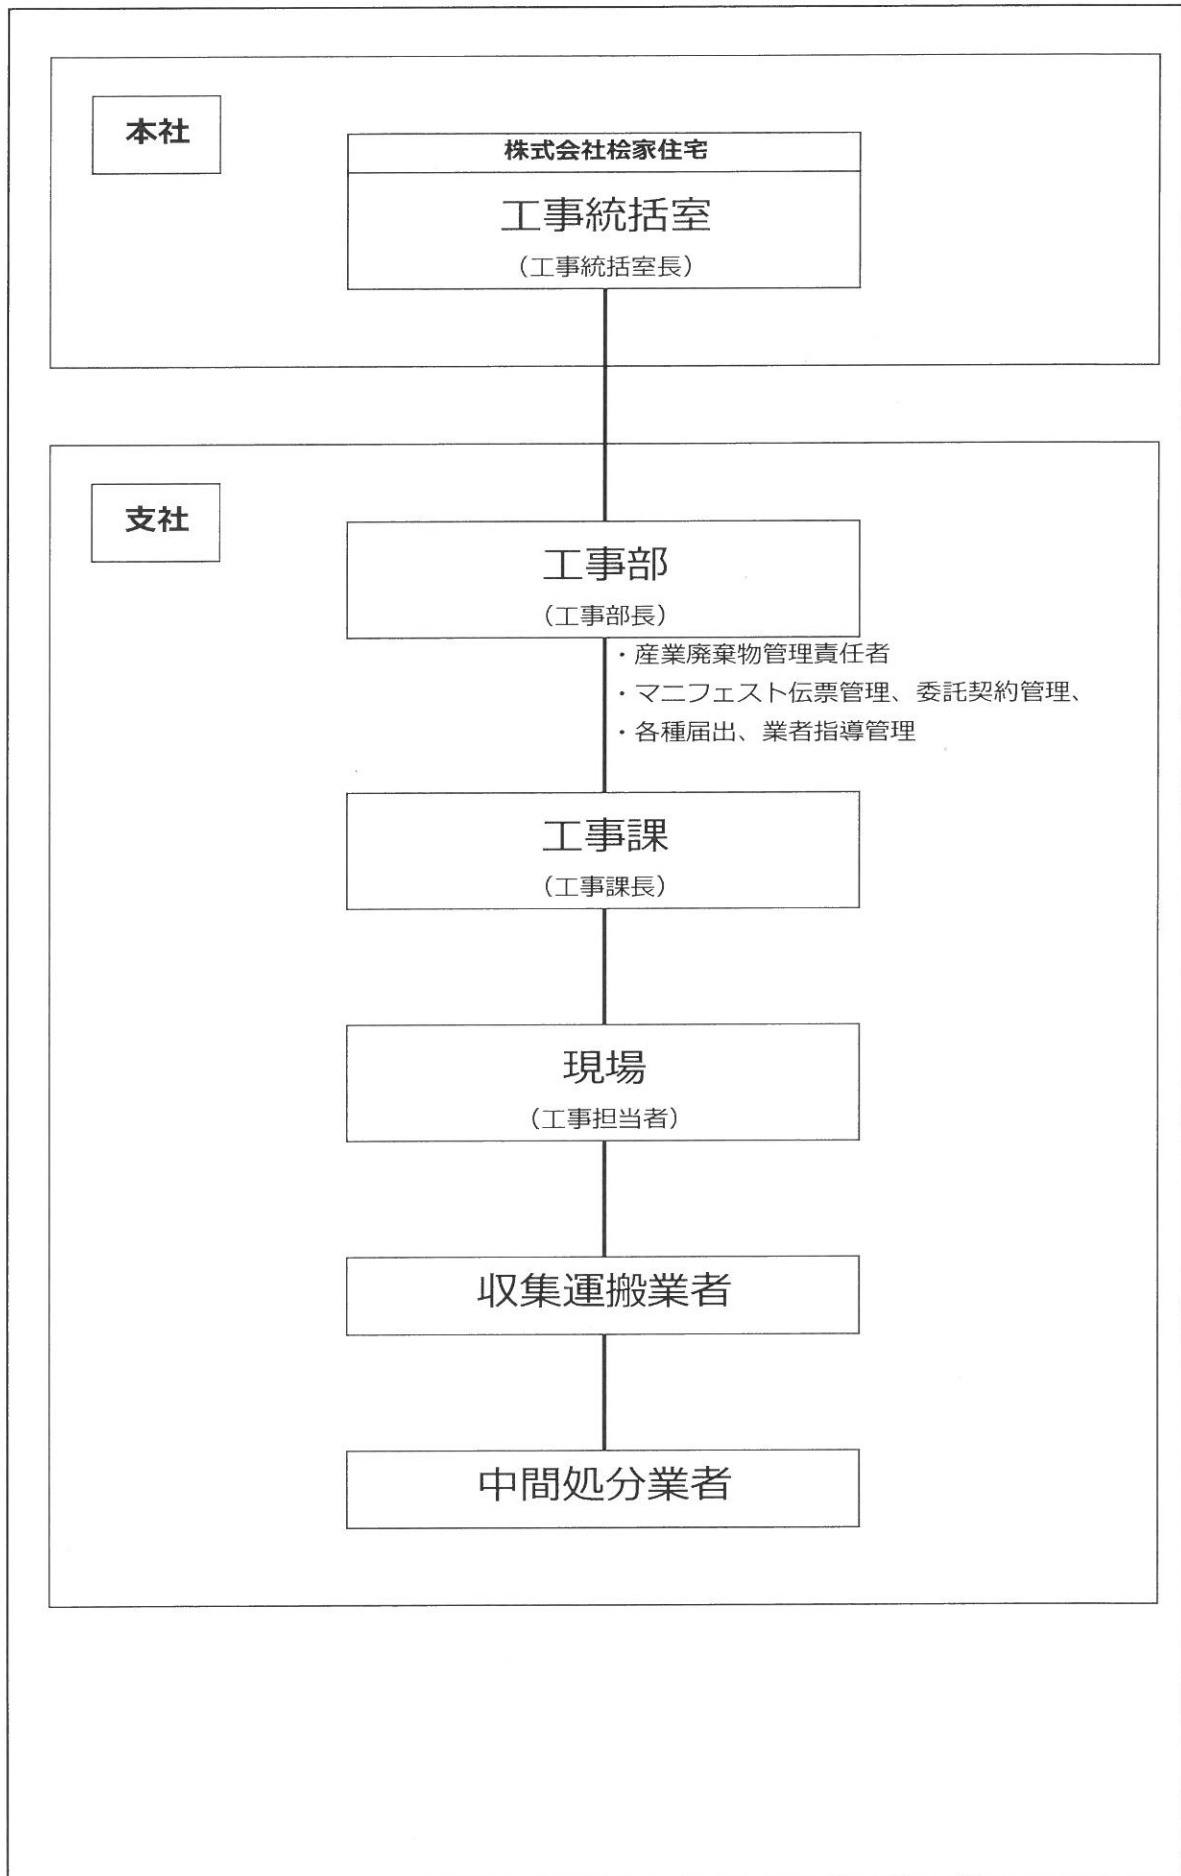 本社
株式会社桧家住宅
工事統括室
（工事統括室長）
支社
工事部
（工事部長）
・産業廃棄物管理責任者
・マニフェスト伝票管理、委託契約管理、
・各種届出、業者指導管理
工事課
（工事課長）
現場
（工事担当者）
収集運搬業者
中間処分業者